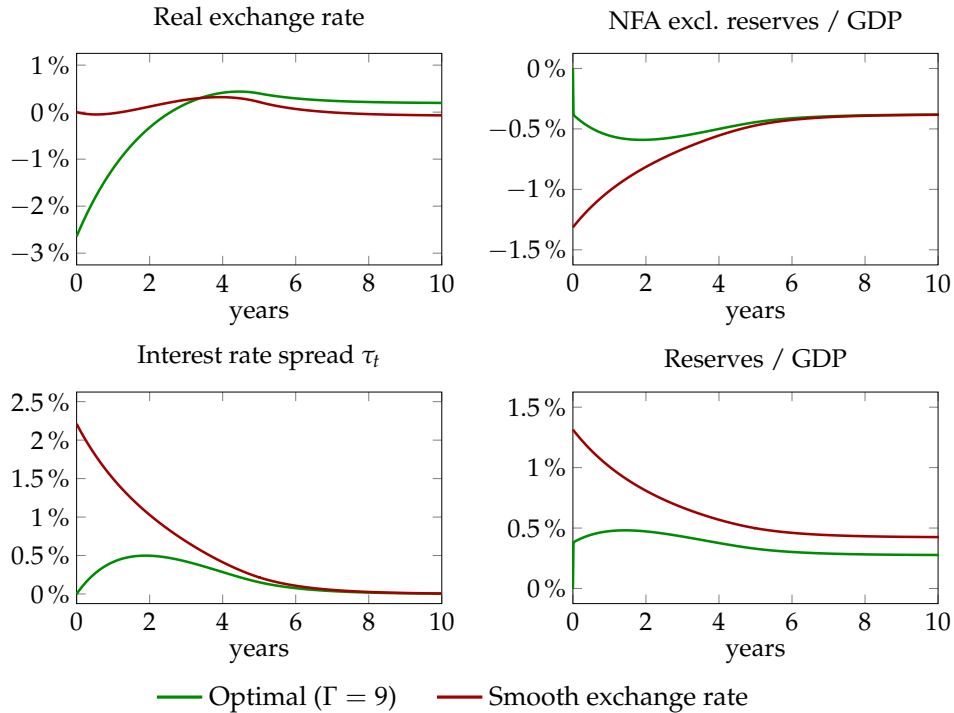 Real exchange rate
1 %
0 %
−1 %
−2 %
−3 %
0 2 4 6 8 10
years
NFA excl. reserves / GDP
0 %
−0.5 %
−1 %
−1.5 %
0 2 4 6 8 10
years
Interest rate spread τt
2.5 %
2 %
1.5 %
1 %
0.5 %
0 %
0 2 4 6 8 10
years
Reserves / GDP
1.5 %
1 %
0.5 %
0 %
0 2 4 6 8 10
years
Optimal (Γ = 9)
Smooth exchange rate